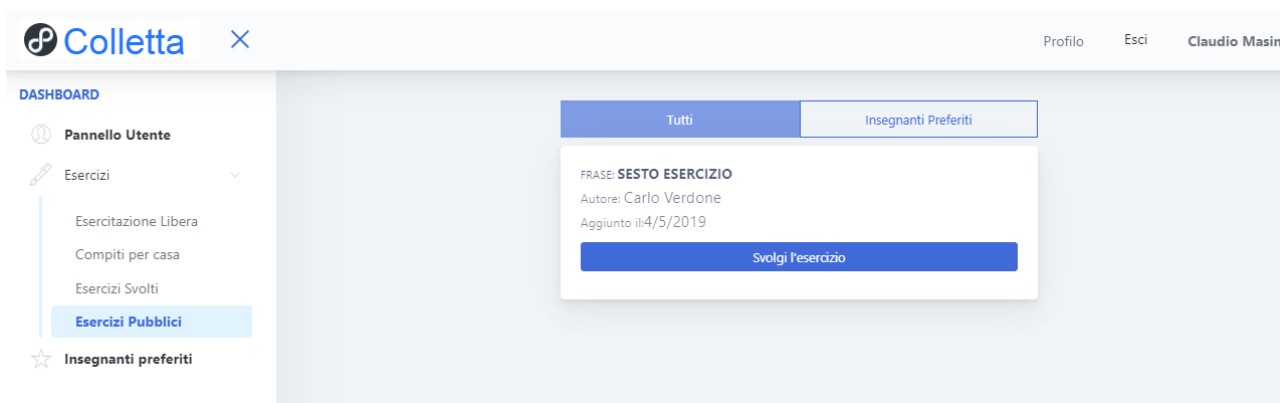 Colletta
Profilo Esci Claudio Masin
DASHBOARD
Pannello Utente
Esercizi
Esercitazione Libera
Compiti per casa
Esercizi Svolti
Esercizi Pubblici
Insegnanti preferiti
Tutti Insegnanti Preferiti
FRASE: SESTO ESERCIZIO
Autore: Carlo Verdone
Aggiunto il:4/5/2019
Svolgi l'esercizio